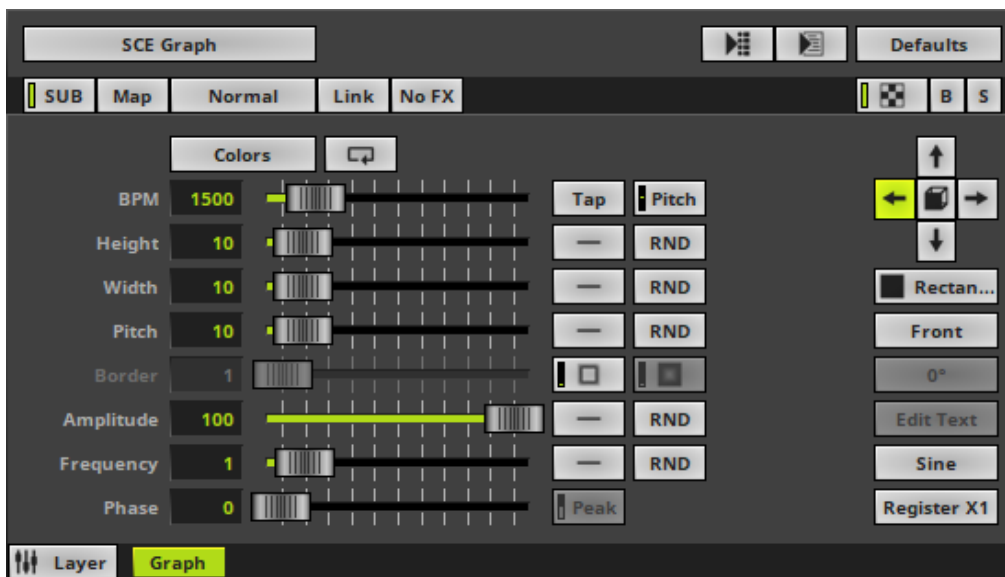 SCE Graph Defaults
SUB Map Normal Link No FX B S
Colors
BPM 1500 Tap Pitch
Height 10 RND
Width 10 RND Rectan...
Pitch 10 RND Front
Border 1 0°
Amplitude 100 RND Edit Text
Frequency 1 RND Sine
Phase 0 Peak Register X1
Layer Graph